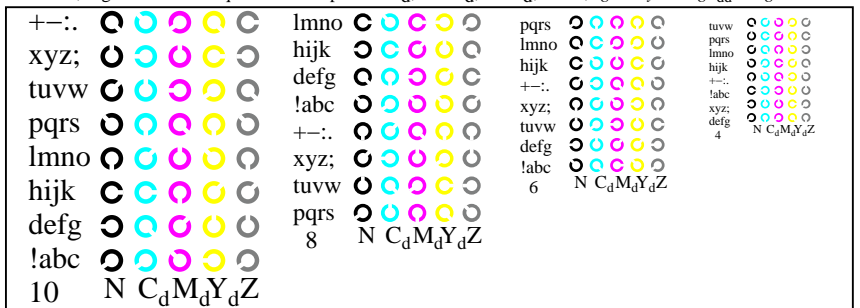 +−:.
xyz;
tuvw
pqrs
lmno
hijk
defg
!abc
10 N CdMdYdZ
lmno
hijk
defg
!abc
+−:.
xyz;
tuvw
pqrs
8 N CdMdYdZ
pqrs
lmno
hijk
+−:.
xyz;
tuvw
defg
!abc
6 N CdMdYdZ
tuvw
pqrs
lmno
hijk
+−:.
!abc
xyz;
defg
4 N CdMdYdZ